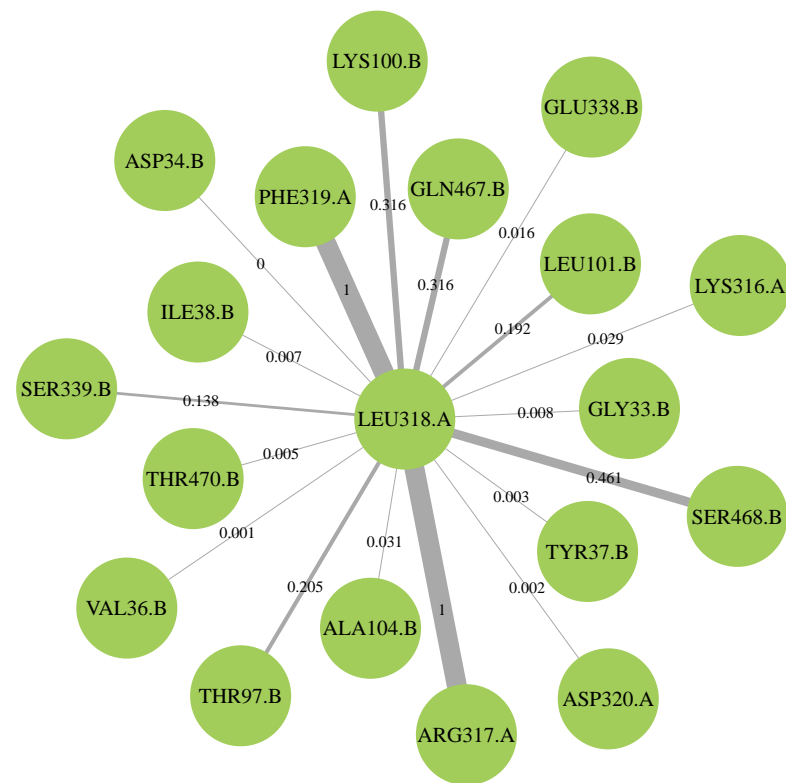 LYS100.B
GLU338.B
ASP34.B
PHE319.A
GLN467.B
0.316
0.016
LEU101.B
0
LYS316.A
1
0.316
ILE38.B
0.192
0.029
0.007
SER339.B
0.138
LEU318.A
0.008
GLY33.B
THR470.B
0.005
0.461
0.003
SER468.B
0.001
0.031
TYR37.B
0.002
0.205
VAL36.B
ALA104.B
1
THR97.B
ASP320.A
ARG317.A